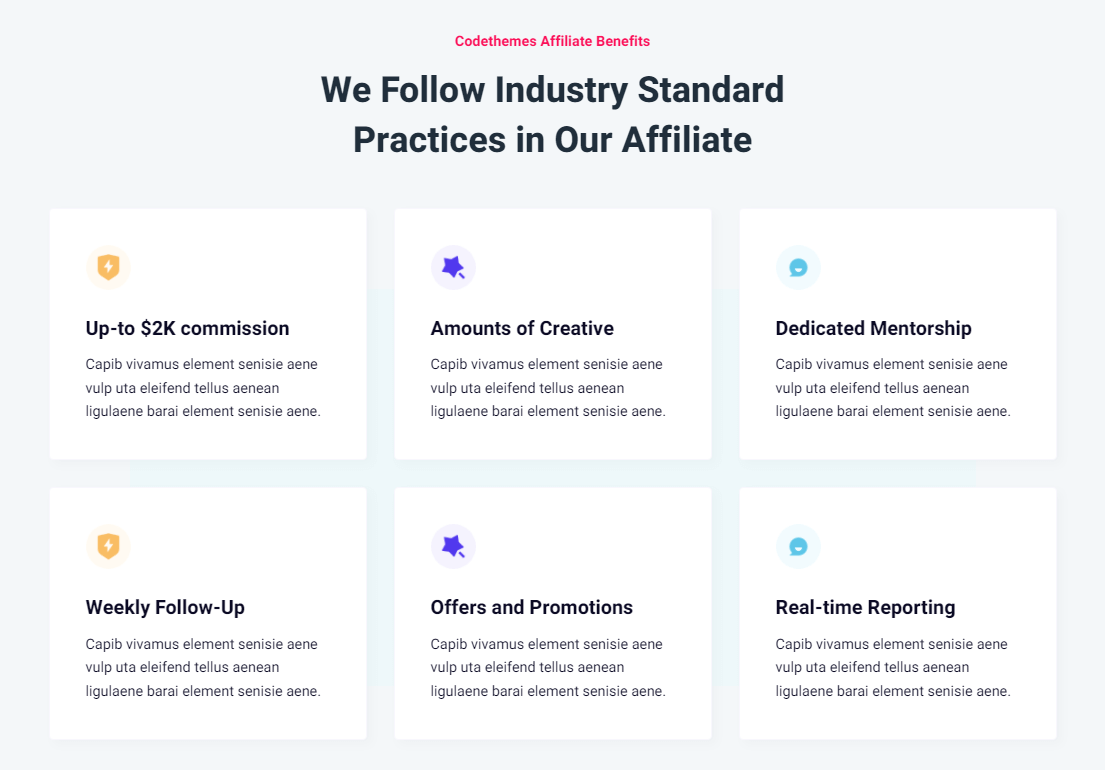 Codethemes Affiliate Benefits
We Follow Industry Standard
Practices in Our Affiliate
Up-to $2K commission
Capib vivamus element senisie aene
vulp uta eleifend tellus aenean
ligulaene barai element senisie aene.
Amounts of Creative
Capib vivamus element senisie aene
vulp uta eleifend tellus aenean
ligulaene barai element senisie aene.
Dedicated Mentorship
Capib vivamus element senisie aene
vulp uta eleifend tellus aenean
ligulaene barai element senisie aene.
Weekly Follow-Up
Capib vivamus element senisie aene
vulp uta eleifend tellus aenean
ligulaene barai element senisie aene.
Offers and Promotions
Capib vivamus element senisie aene
vulp uta eleifend tellus aenean
ligulaene barai element senisie aene.
Real-time Reporting
Capib vivamus element senisie aene
vulp uta eleifend tellus aenean
ligulaene barai element senisie aene.